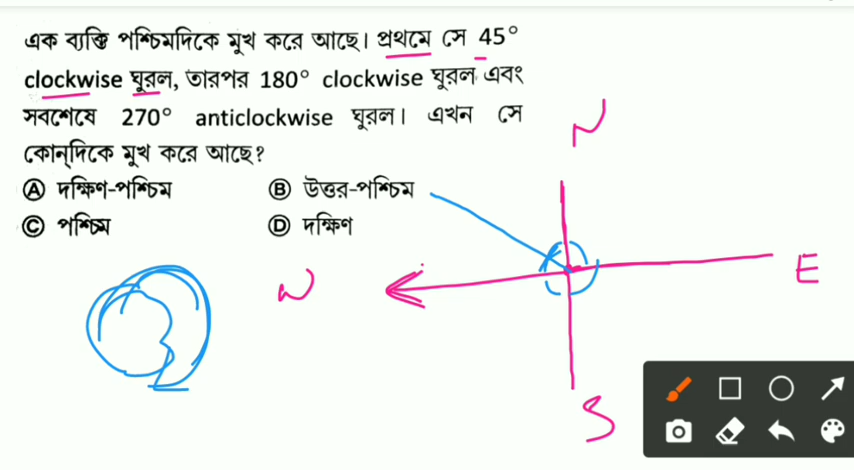 এক ব্যক্তি পশ্চিমদিকে মুখ করে আছে। প্রথমে সে 45°
clockwise ঘুরল, তারপর 180° clockwise ঘুরল এবং
সবশেষে 270° anticlockwise ঘুরল। এখন সে
কোন্‌দিকে মুখ করে আছে?
Ⓐ দক্ষিণ-পশ্চিম Ⓑ উত্তর-পশ্চিম
Ⓒ পশ্চিম Ⓓ দক্ষিণ
N
W
E
S